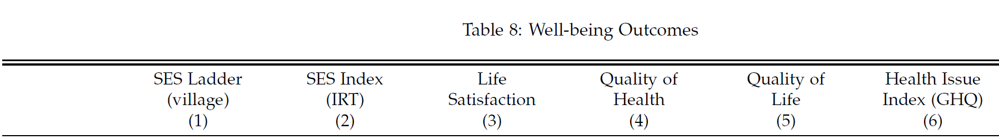 Table 8: Well-being Outcomes
SES Ladder SES Index Life Quality of Quality of Health Issue
(village) (IRT) Satisfaction Health Life Index (GHQ)
(1) (2) (3) (4) (5) (6)